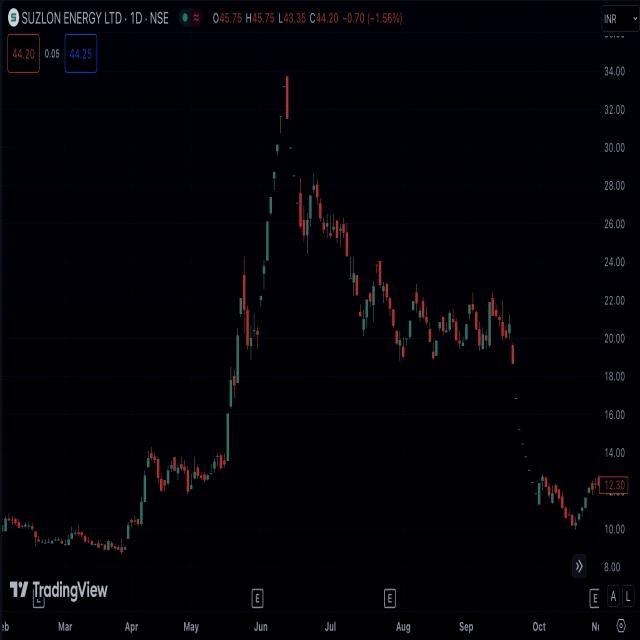 SUZLON ENERGY LTD · 1D · NSE O45.75 H45.75 L43.35 C44.20 −0.70 (−1.56%) INR
44.20 0.05 44.25
34.00
32.00
30.00
28.00
26.00
24.00
22.00
20.00
18.00
16.00
14.00
12.30
10.00
8.00
TradingView
E E E A L
Mar Apr May Jun Jul Aug Sep Oct